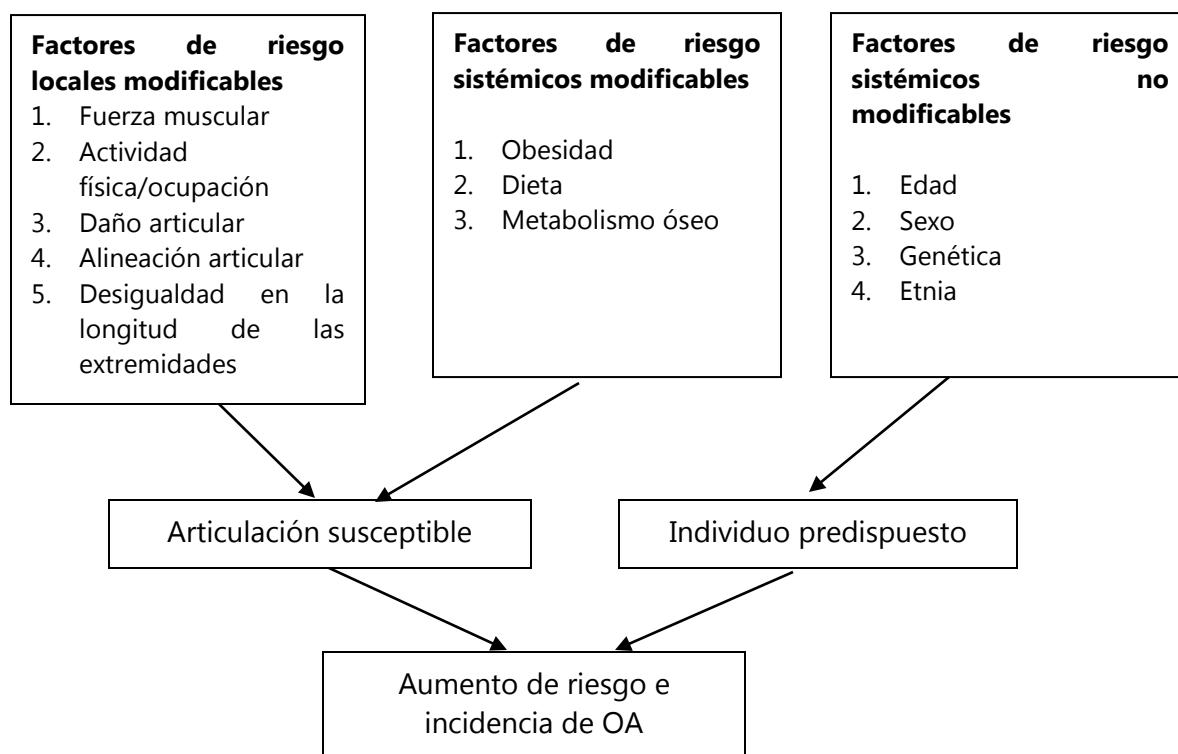 Factores de riesgo
locales modificables
1. Fuerza muscular
2. Actividad
física/ocupación
3. Daño articular
4. Alineación articular
5. Desigualdad en la
longitud de las
extremidades
Factores de riesgo
sistémicos modificables
1. Obesidad
2. Dieta
3. Metabolismo óseo
Factores de riesgo
sistémicos no
modificables
1. Edad
2. Sexo
3. Genética
4. Etnia
Articulación susceptible
Individuo predispuesto
Aumento de riesgo e
incidencia de OA